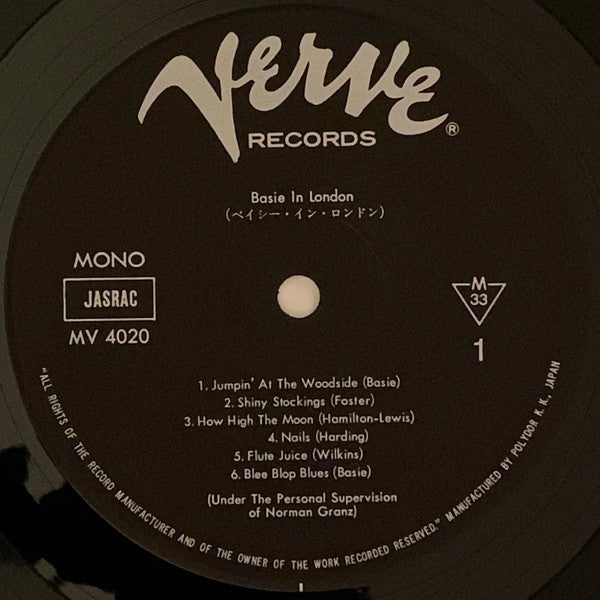 Verve®
RECORDS
Basie In London
(ベイシー・イン・ロンドン)
MONO
JASRAC
MV 4020
M
33
1
1. Jumpin' At The Woodside (Basie)
2. Shiny Stockings (Foster)
3. How High The Moon (Hamilton-Lewis)
4. Nails (Harding)
5. Flute Juice (Wilkins)
6. Blee Blop Blues (Basie)
(Under The Personal Supervision
of Norman Granz)
"ALL RIGHTS OF THE RECORD MANUFACTURER AND OF THE OWNER OF THE WORK RECORDED RESERVED." MANUFACTURED BY POLYDOR K. K., JAPAN